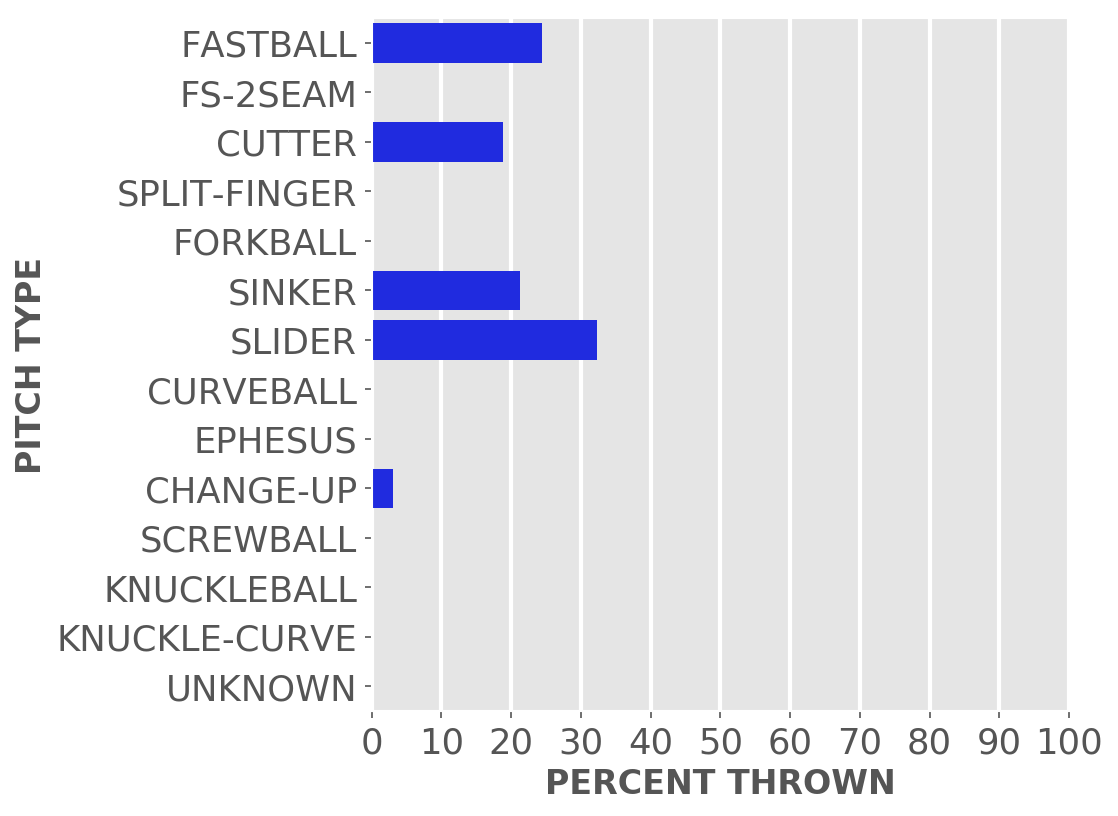 FASTBALL
FS-2SEAM
CUTTER
SPLIT-FINGER
FORKBALL
SINKER
SLIDER
CURVEBALL
EPHESUS
CHANGE-UP
SCREWBALL
KNUCKLEBALL
KNUCKLE-CURVE
UNKNOWN
PITCH TYPE
0 10 20 30 40 50 60 70 80 90 100
PERCENT THROWN